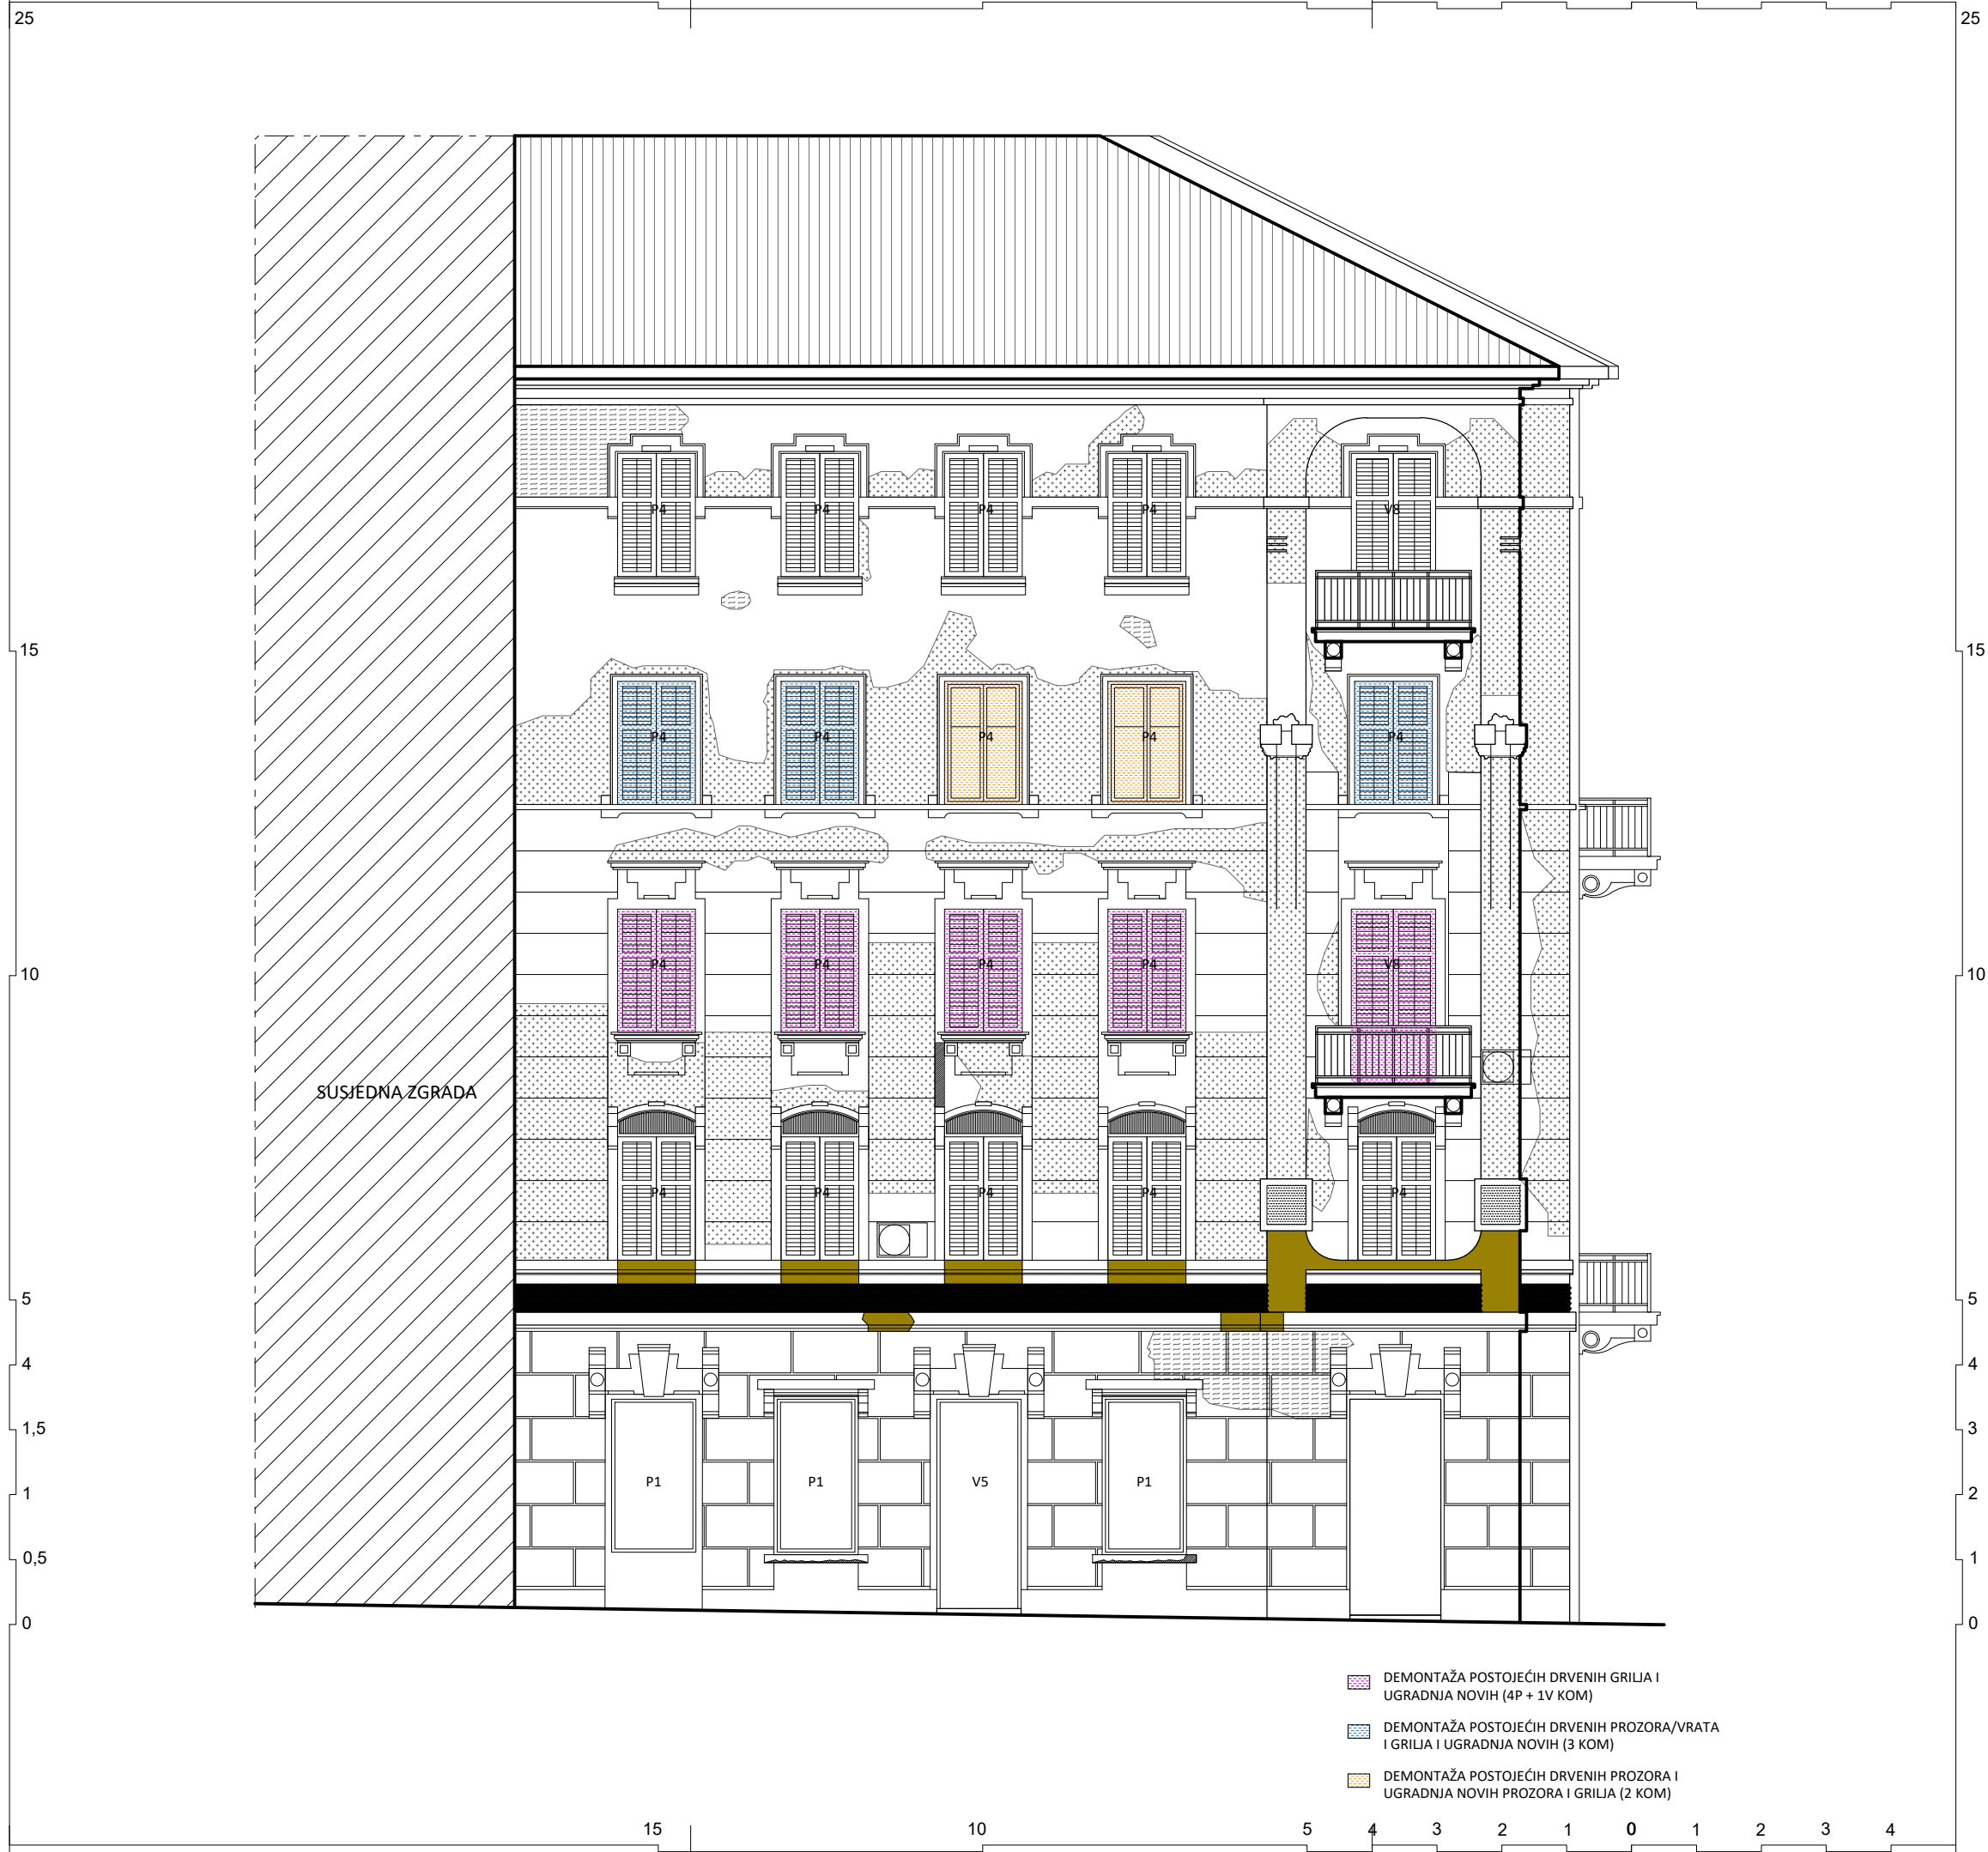 25 25
P4 P4 P4 P4 V8
15 15
P4 P4 P4 P4 P4
P4 P4 P4 P4 V8
10 10
SUSJEDNA ZGRADA
P4 P4 P4 P4 P4
5 5
4 4
1,5 3
P1 P1 V5 P1
1 2
0,5 1
0 0
DEMONTAŽA POSTOJEĆIH DRVENIH GRILJA I
UGRADNJA NOVIH (4P + 1V KOM)
DEMONTAŽA POSTOJEĆIH DRVENIH PROZORA/VRATA
I GRILJA I UGRADNJA NOVIH (3 KOM)
DEMONTAŽA POSTOJEĆIH DRVENIH PROZORA I
UGRADNJA NOVIH PROZORA I GRILJA (2 KOM)
15 10 5 4 3 2 1 0 1 2 3 4